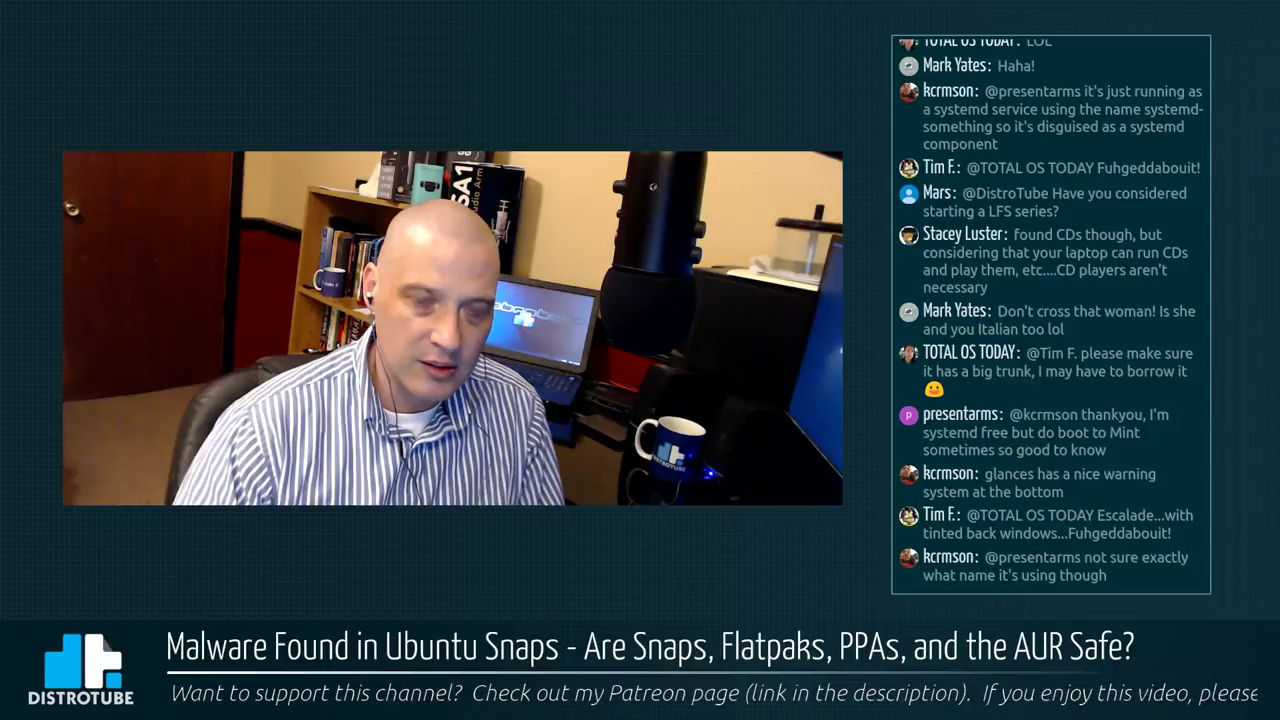 TOTAL OS TODAY: LOL
Mark Yates: Haha!
kcrmson: @presentarms it's just running as
a systemd service using the name systemd-
something so it's disguised as a systemd
component
Tim F.: @TOTAL OS TODAY Fuhgeddabouit!
Mars: @DistroTube Have you considered
starting a LFS series?
Stacey Luster: found CDs though, but
considering that your laptop can run CDs
and play them, etc....CD players aren't
necessary
Mark Yates: Don't cross that woman! Is she
and you Italian too lol
TOTAL OS TODAY: @Tim F. please make sure
it has a big trunk, I may have to borrow it
P
presentarms: @kcrmson thankyou, I'm
systemd free but do boot to Mint
sometimes so good to know
kcrmson: glances has a nice warning
system at the bottom
Tim F.: @TOTAL OS TODAY Escalade...with
tinted back windows...Fuhgeddabouit!
kcrmson: @presentarms not sure exactly
what name it's using though
SA1
DISTROTUBE
Malware Found in Ubuntu Snaps - Are Snaps, Flatpaks, PPAs, and the AUR Safe?
DISTROTUBE
Want to support this channel? Check out my Patreon page (link in the description). If you enjoy this video, please